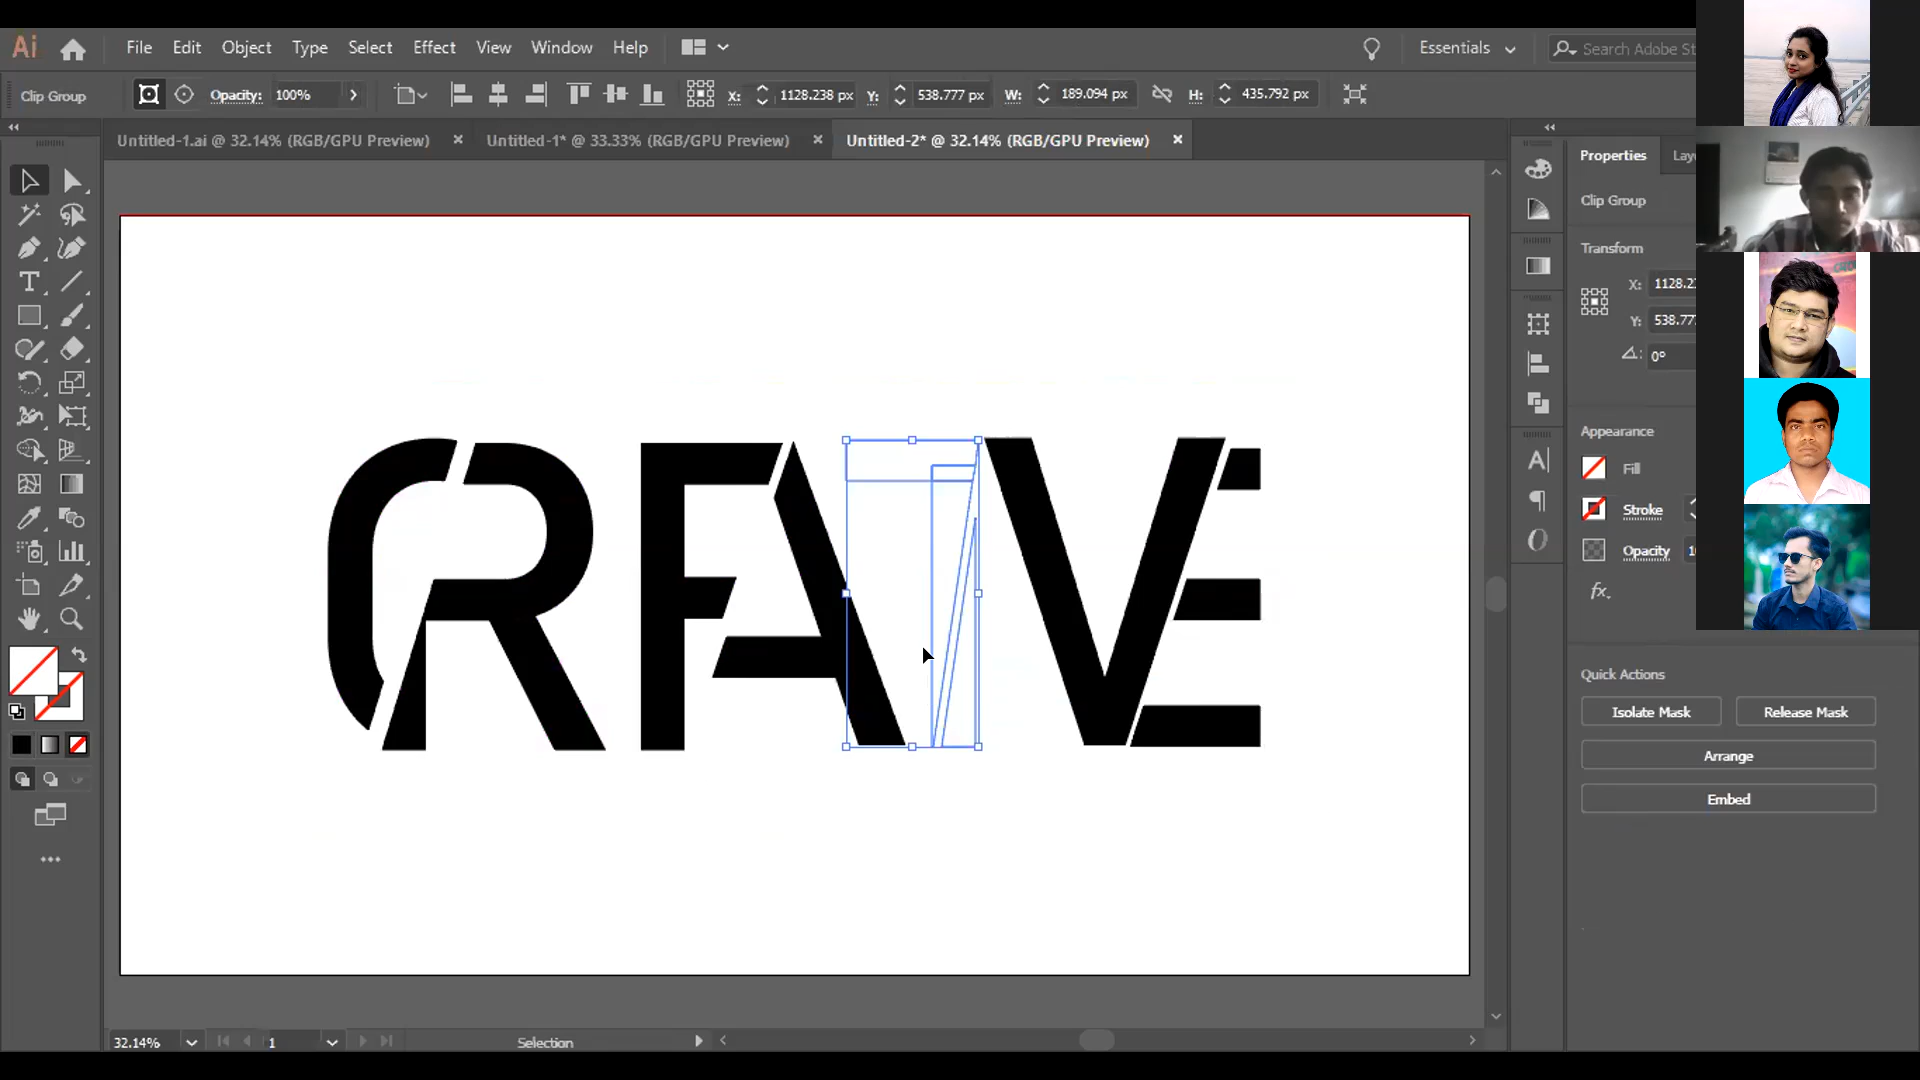 Ai File Edit Object Type Select Effect View Window Help Essentials Search Adobe St
Clip Group Opacity: 100% X: 1128.238 px Y: 538.777 px W: 189.094 px H: 435.792 px
Untitled-1.ai @ 32.14% (RGB/GPU Preview) × Untitled-1* @ 33.33% (RGB/GPU Preview) × Untitled-2* @ 32.14% (RGB/GPU Preview) ×
Properties Lay
Clip Group
Transform
X: 1128.2
Y: 538.777
0°
Appearance
Fill
Stroke
Opacity
fx.
CREA VE
Quick Actions
Isolate Mask Release Mask
Arrange
Embed
32.14% 1 Selection